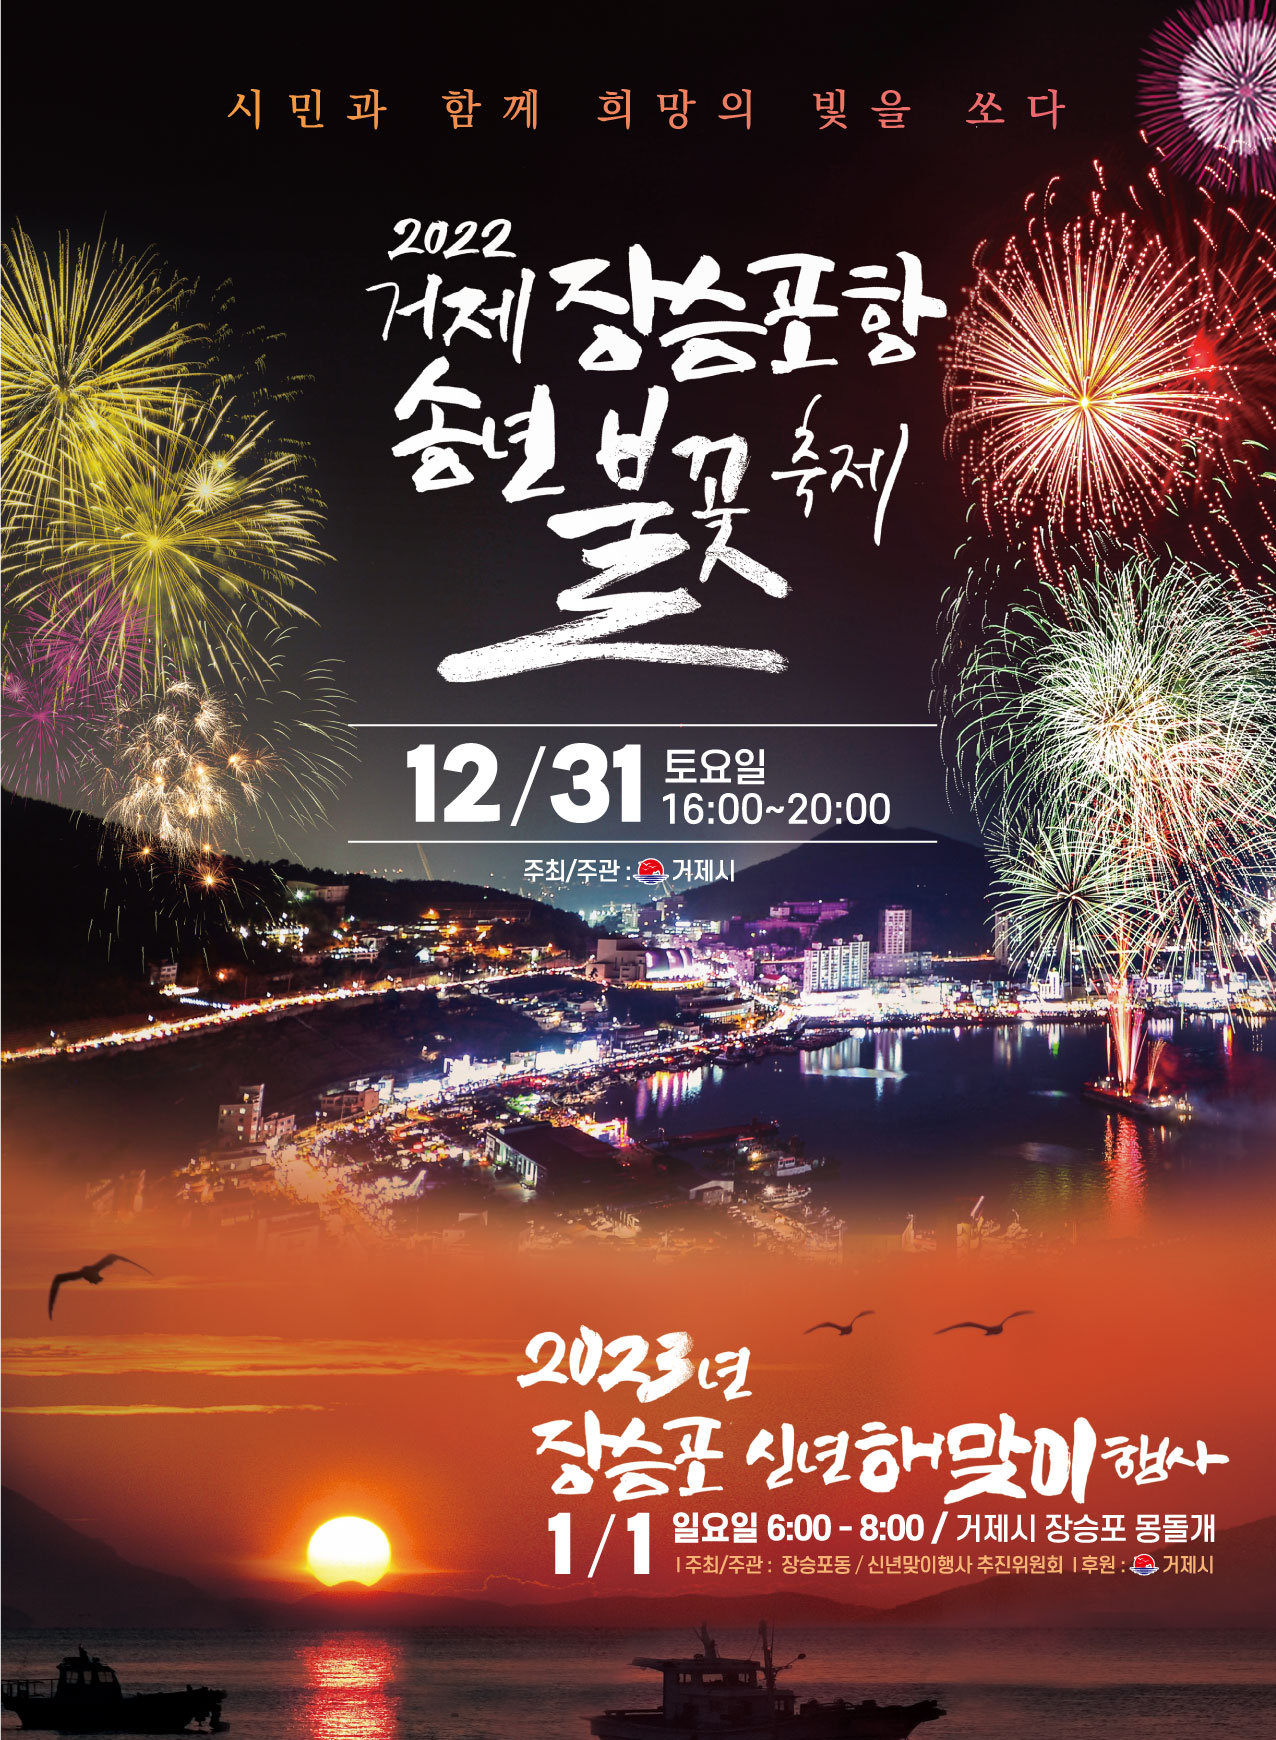 시민과 함께 희망의 빛을 쏘다
2022
거제 장승포항
송년 불꽃 축제
12/31 토요일
16:00~20:00
주최/주관 : 거제시
2023년
장승포 신년 해맞이 행사
1/1 일요일 6:00 - 8:00 / 거제시 장승포 몽돌개
ㅣ주최/주관 : 장승포동 / 신년맞이행사 추진위원회 ㅣ후원 : 거제시